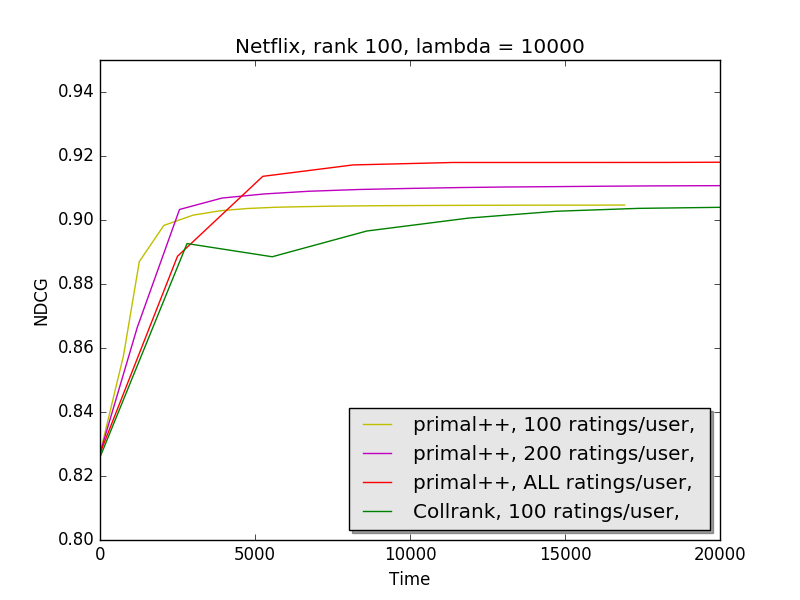 Netflix, rank 100, lambda = 10000
0.94
0.92
0.90
0.88
0.86
0.84
0.82
0.80
NDCG
primal++, 100 ratings/user,
primal++, 200 ratings/user,
primal++, ALL ratings/user,
Collrank, 100 ratings/user,
0 5000 10000 15000 20000
Time